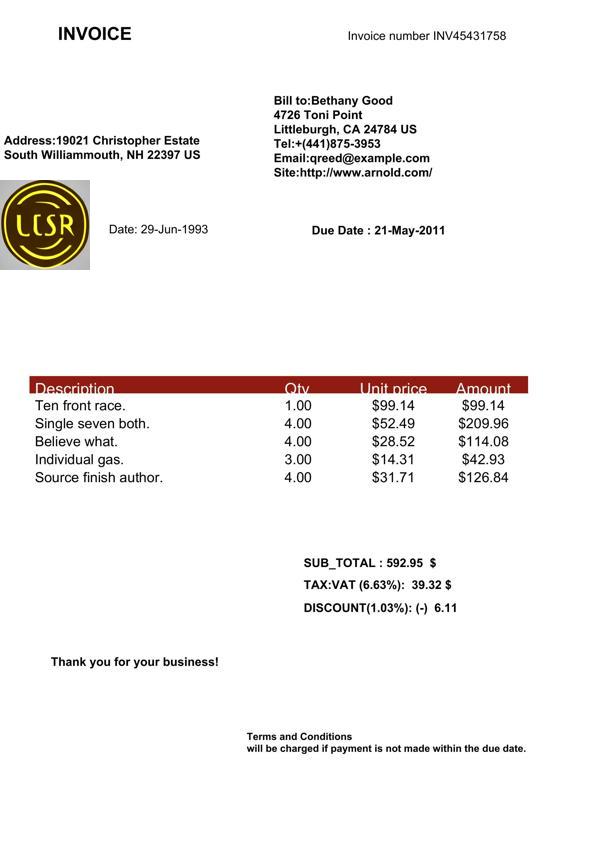 INVOICE
Invoice number INV45431758
Bill to:Bethany Good
4726 Toni Point
Littleburgh, CA 24784 US
Tel:+(441)875-3953
Email:qreed@example.com
Site:http://www.arnold.com/
Address:19021 Christopher Estate
South Williammouth, NH 22397 US
Date: 29-Jun-1993
Due Date : 21-May-2011
Description Qty Unit price Amount
Ten front race. 1.00 $99.14 $99.14
Single seven both. 4.00 $52.49 $209.96
Believe what. 4.00 $28.52 $114.08
Individual gas. 3.00 $14.31 $42.93
Source finish author. 4.00 $31.71 $126.84
SUB_TOTAL : 592.95 $
TAX:VAT (6.63%): 39.32 $
DISCOUNT(1.03%): (-) 6.11
Thank you for your business!
Terms and Conditions
will be charged if payment is not made within the due date.